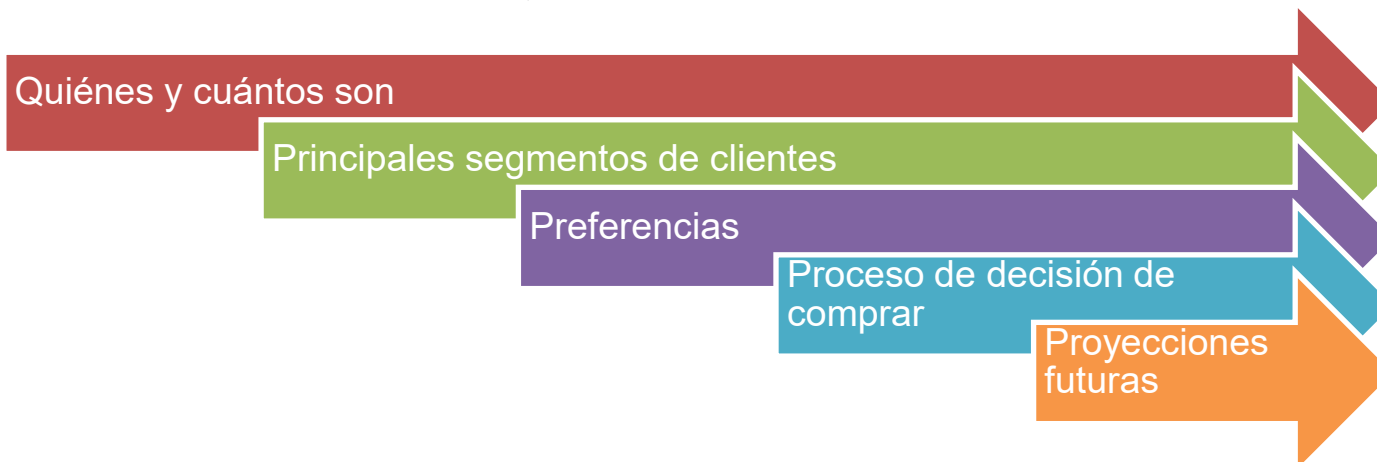 Quiénes y cuántos son
Principales segmentos de clientes
Preferencias
Proceso de decisión de
comprar
Proyecciones
futuras